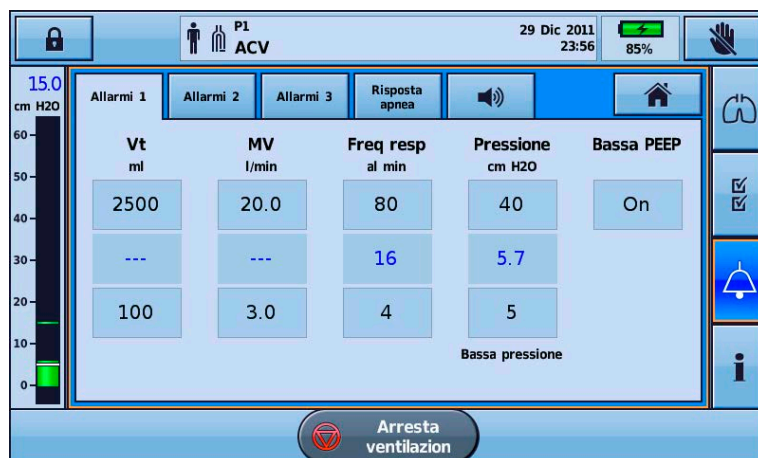 P1
ACV
29 Dic 2011
23:56
85%
15.0
cm H2O
60
50
40
30
20
10
0
Allarmi 1
Allarmi 2
Allarmi 3
Risposta
apnea
Vt
ml
MV
l/min
Freq resp
al min
Pressione
cm H2O
Bassa PEEP
2500
20.0
80
40
On
---
---
16
5.7
100
3.0
4
5
Bassa pressione
Arresta
ventilazion